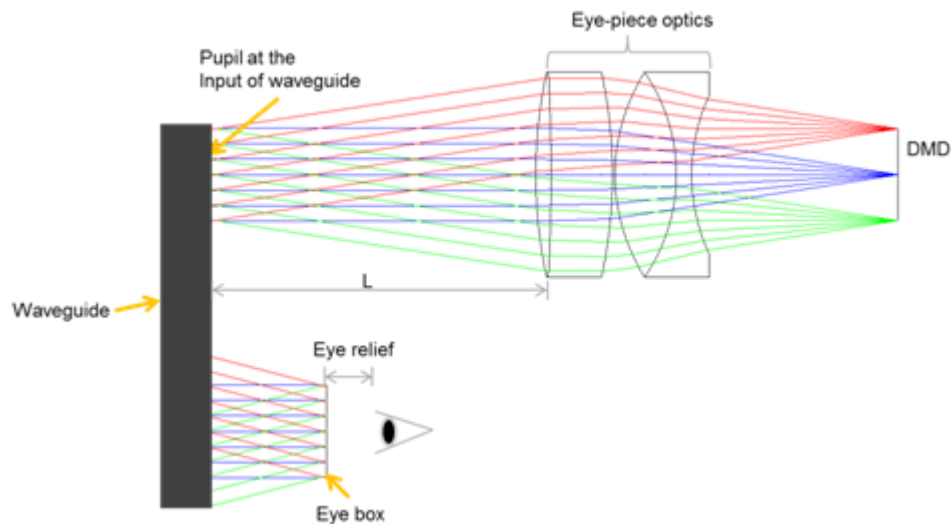 Eye-piece optics
Pupil at the
Input of waveguide
DMD
L
Waveguide
Eye relief
Eye box